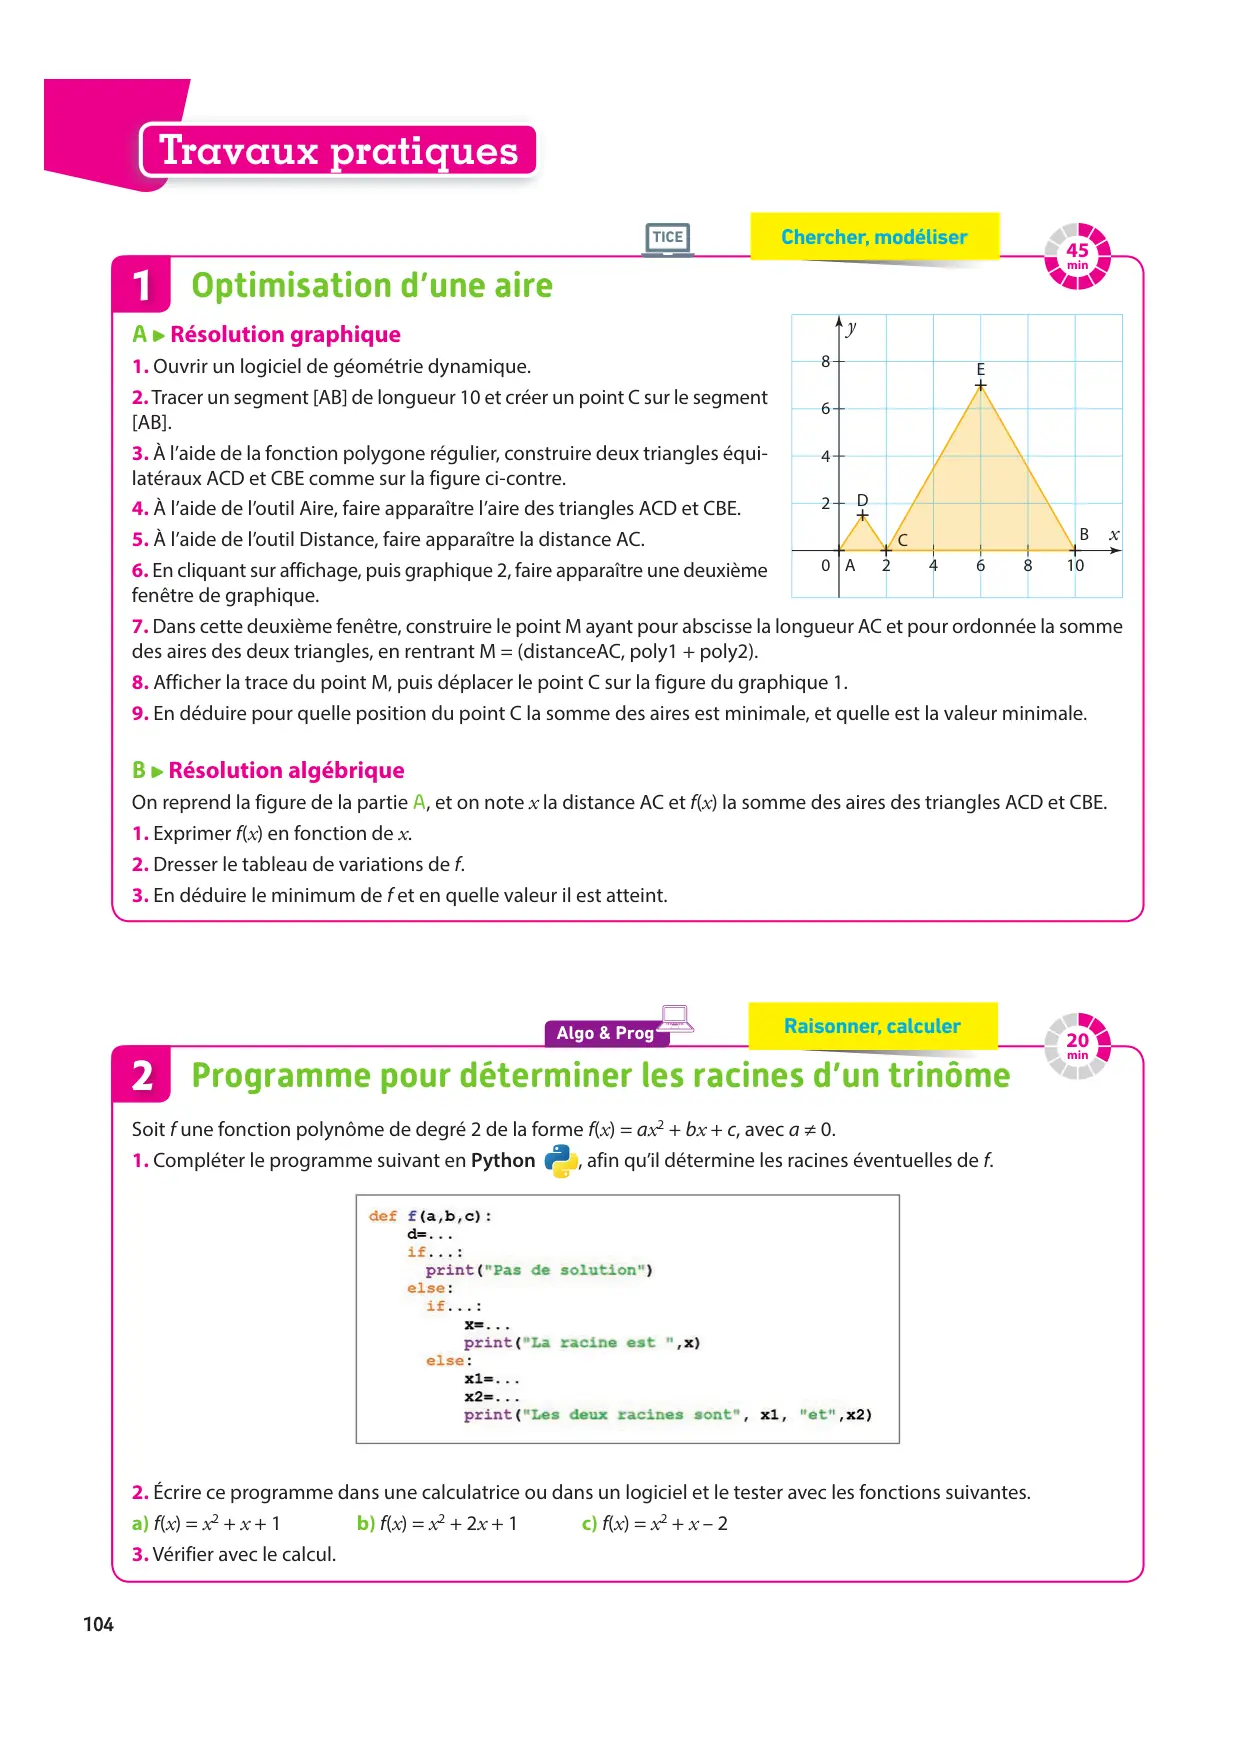 Travaux pratiques
TICE
Chercher, modéliser
45
min
1 Optimisation d’une aire
A ▸ Résolution graphique
1. Ouvrir un logiciel de géométrie dynamique.
2. Tracer un segment [AB] de longueur 10 et créer un point C sur le segment
[AB].
3. À l’aide de la fonction polygone régulier, construire deux triangles équi-
latéraux ACD et CBE comme sur la figure ci-contre.
4. À l’aide de l’outil Aire, faire apparaître l’aire des triangles ACD et CBE.
5. À l’aide de l’outil Distance, faire apparaître la distance AC.
6. En cliquant sur affichage, puis graphique 2, faire apparaître une deuxième
fenêtre de graphique.
y
8
E
6
4
2 D
C B x
0 A 2 4 6 8 10
7. Dans cette deuxième fenêtre, construire le point M ayant pour abscisse la longueur AC et pour ordonnée la somme
des aires des deux triangles, en rentrant M = (distanceAC, poly1 + poly2).
8. Afficher la trace du point M, puis déplacer le point C sur la figure du graphique 1.
9. En déduire pour quelle position du point C la somme des aires est minimale, et quelle est la valeur minimale.
B ▸ Résolution algébrique
On reprend la figure de la partie A, et on note x la distance AC et f(x) la somme des aires des triangles ACD et CBE.
1. Exprimer f(x) en fonction de x.
2. Dresser le tableau de variations de f.
3. En déduire le minimum de f et en quelle valeur il est atteint.
Algo & Prog
Raisonner, calculer
20
min
2 Programme pour déterminer les racines d’un trinôme
Soit f une fonction polynôme de degré 2 de la forme f(x) = ax² + bx + c, avec a ≠ 0.
1. Compléter le programme suivant en Python , afin qu’il détermine les racines éventuelles de f.
def f(a,b,c):
d=...
if...:
print("Pas de solution")
else:
if...:
x=...
print("La racine est ",x)
else:
x1=...
x2=...
print("Les deux racines sont", x1, "et",x2)
2. Écrire ce programme dans une calculatrice ou dans un logiciel et le tester avec les fonctions suivantes.
a) f(x) = x² + x + 1 b) f(x) = x² + 2x + 1 c) f(x) = x² + x – 2
3. Vérifier avec le calcul.
104